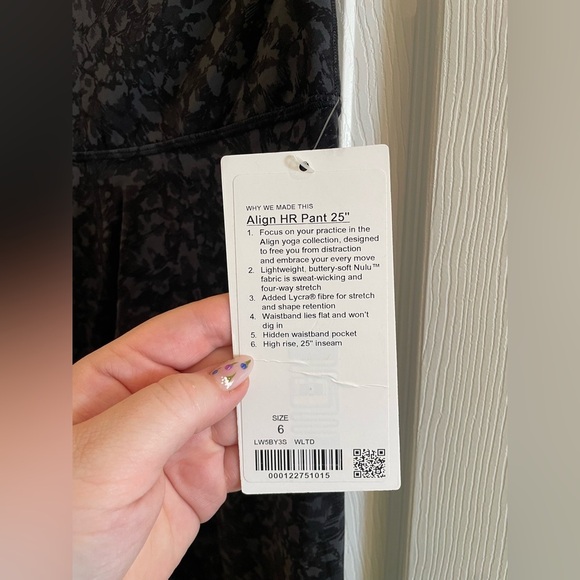 WHY WE MADE THIS
Align HR Pant 25"
1. Focus on your practice in the
Align yoga collection, designed
to free you from distraction
and embrace your every move
2. Lightweight, buttery-soft Nulu™
fabric is sweat-wicking and
four-way stretch
3. Added Lycra® fibre for stretch
and shape retention
4. Waistband lies flat and won't
dig in
5. Hidden waistband pocket
6. High rise, 25" inseam
SIZE
6
LW5BY3S WLTD
000122751015